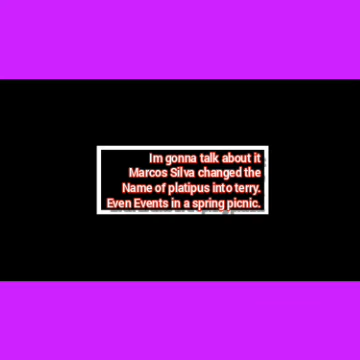 Im gonna talk about it
Marcos Silva changed the
Name of platipus into terry.
Even Events in a spring picnic.